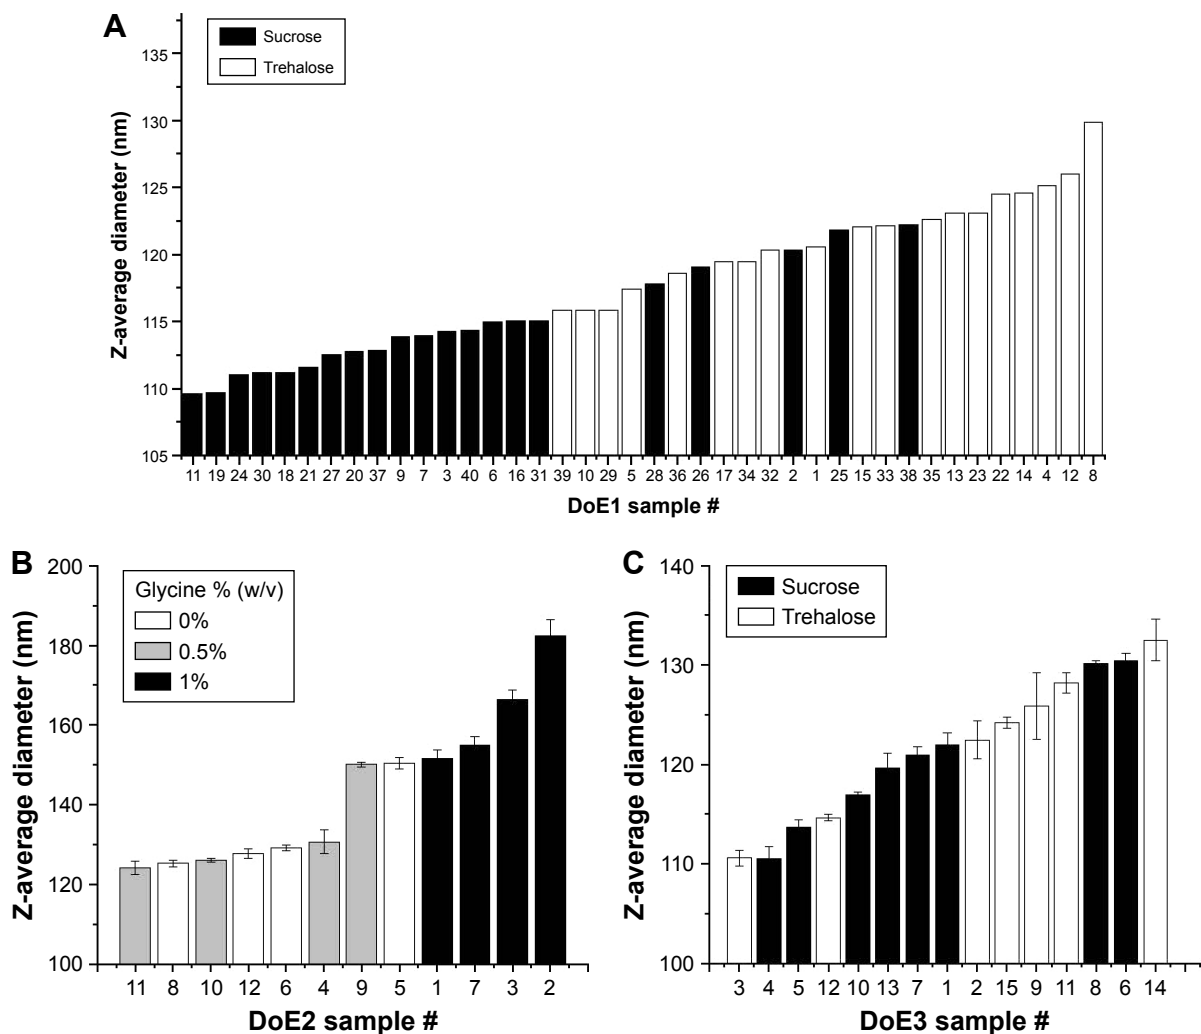 A
Sucrose
Trehalose
Z-average diameter (nm)
135
130
125
120
115
110
105
11 19 24 30 18 21 27 20 37 9 7 3 40 6 16 31 39 10 29 5 28 36 26 17 34 32 2 1 25 15 33 38 35 13 23 22 14 4 12 8
DoE1 sample #
B
Glycine % (w/v)
0%
0.5%
1%
Z-average diameter (nm)
200
180
160
140
120
100
11 8 10 12 6 4 9 5 1 7 3 2
DoE2 sample #
C
Sucrose
Trehalose
Z-average diameter (nm)
140
130
120
110
100
3 4 5 12 10 13 7 1 2 15 9 11 8 6 14
DoE3 sample #